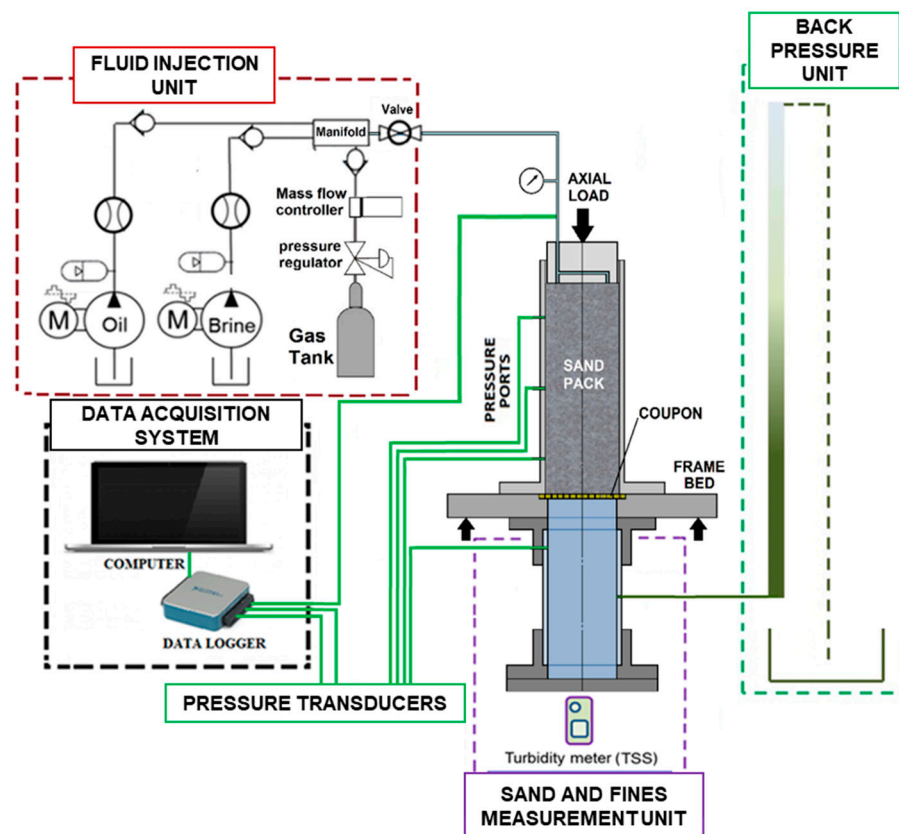 FLUID INJECTION
UNIT
BACK
PRESSURE
UNIT
Valve
Manifold
Mass flow
controller
pressure
regulator
M
Oil
M
Brine
Gas
Tank
AXIAL
LOAD
PRESSURE
PORTS
SAND
PACK
COUPON
FRAME
BED
DATA ACQUISITION
SYSTEM
COMPUTER
DATA LOGGER
PRESSURE TRANSDUCERS
Turbidity meter (TSS)
SAND AND FINES
MEASUREMENT UNIT